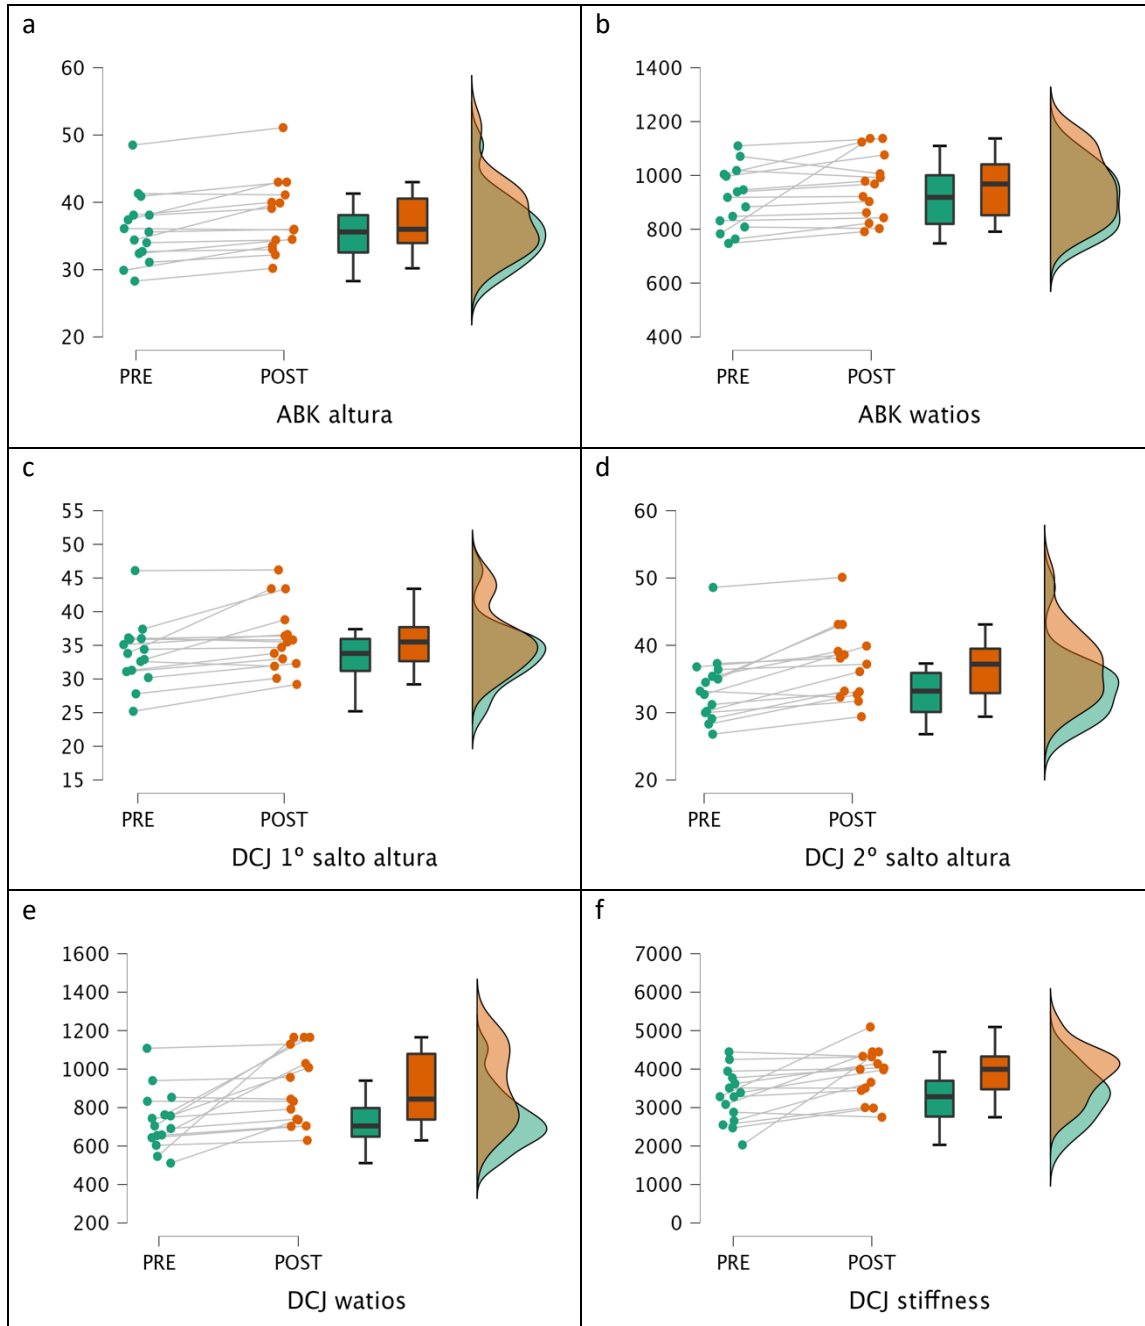 a
60
50
40
30
20
PRE
POST
ABK altura
b
1400
1200
1000
800
600
400
PRE
POST
ABK watios
c
55
50
45
40
35
30
25
20
15
PRE
POST
DCJ 1º salto altura
d
60
50
40
30
20
PRE
POST
DCJ 2º salto altura
e
1600
1400
1200
1000
800
600
400
200
PRE
POST
DCJ watios
f
7000
6000
5000
4000
3000
2000
1000
0
PRE
POST
DCJ stiffness